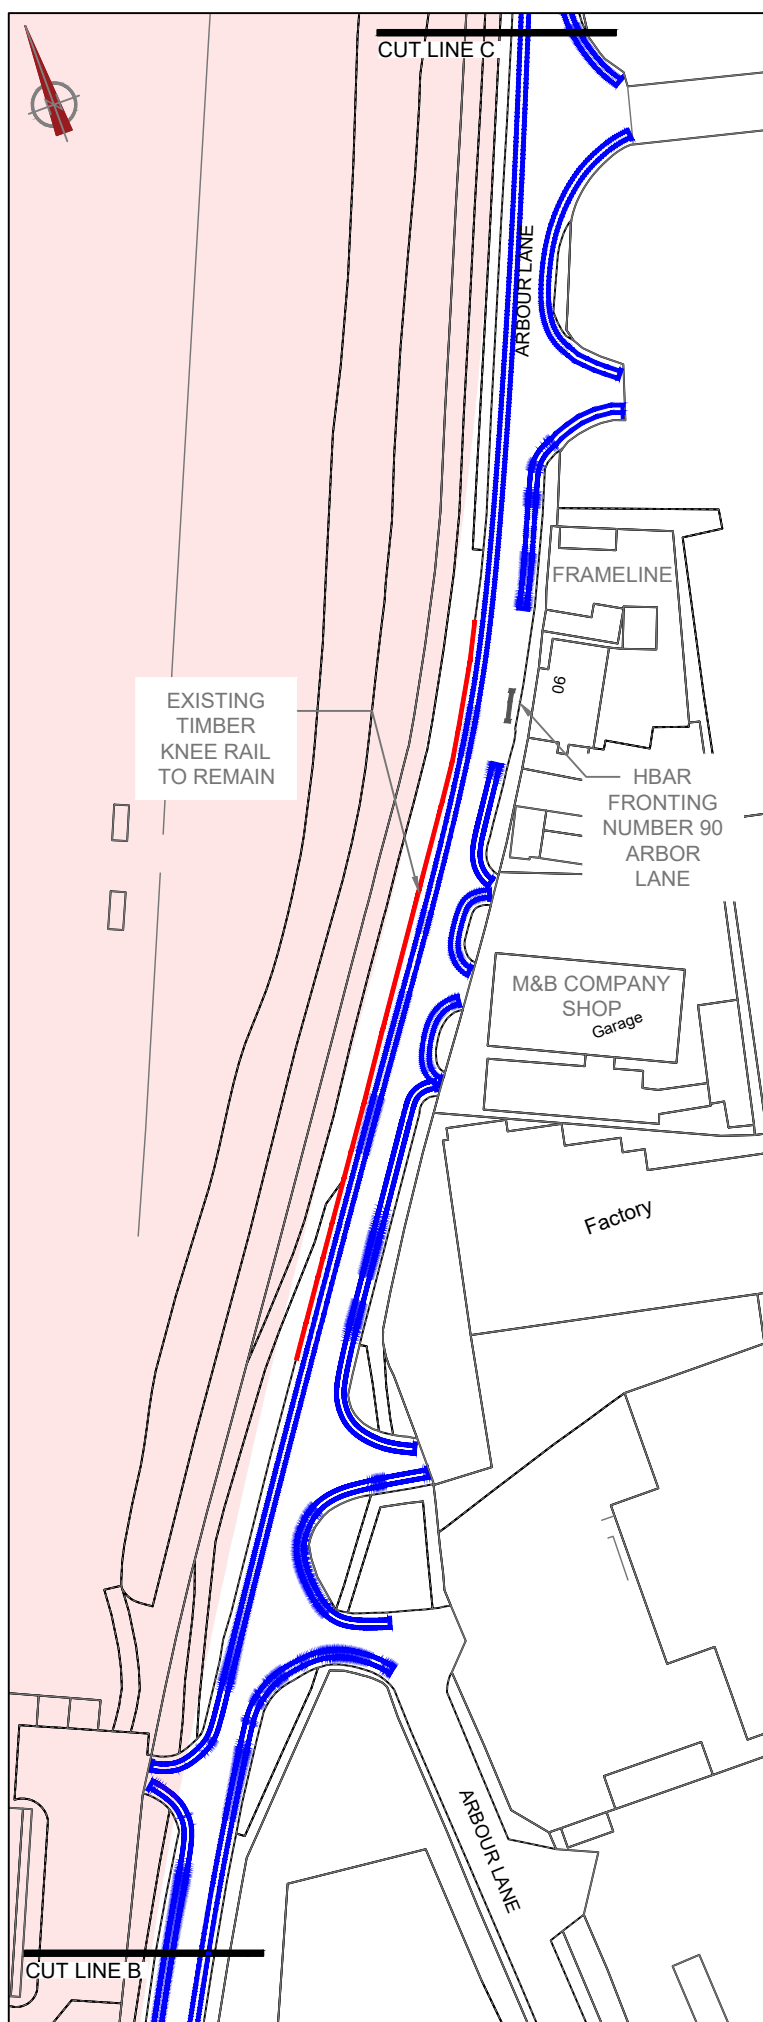 CUT LINE C
ARBOUR LANE
FRAMELINE
90
EXISTING
TIMBER
KNEE RAIL
TO REMAIN
HBAR
FRONTING
NUMBER 90
ARBOR
LANE
M&B COMPANY
SHOP
Garage
Factory
ARBOUR LANE
CUT LINE B